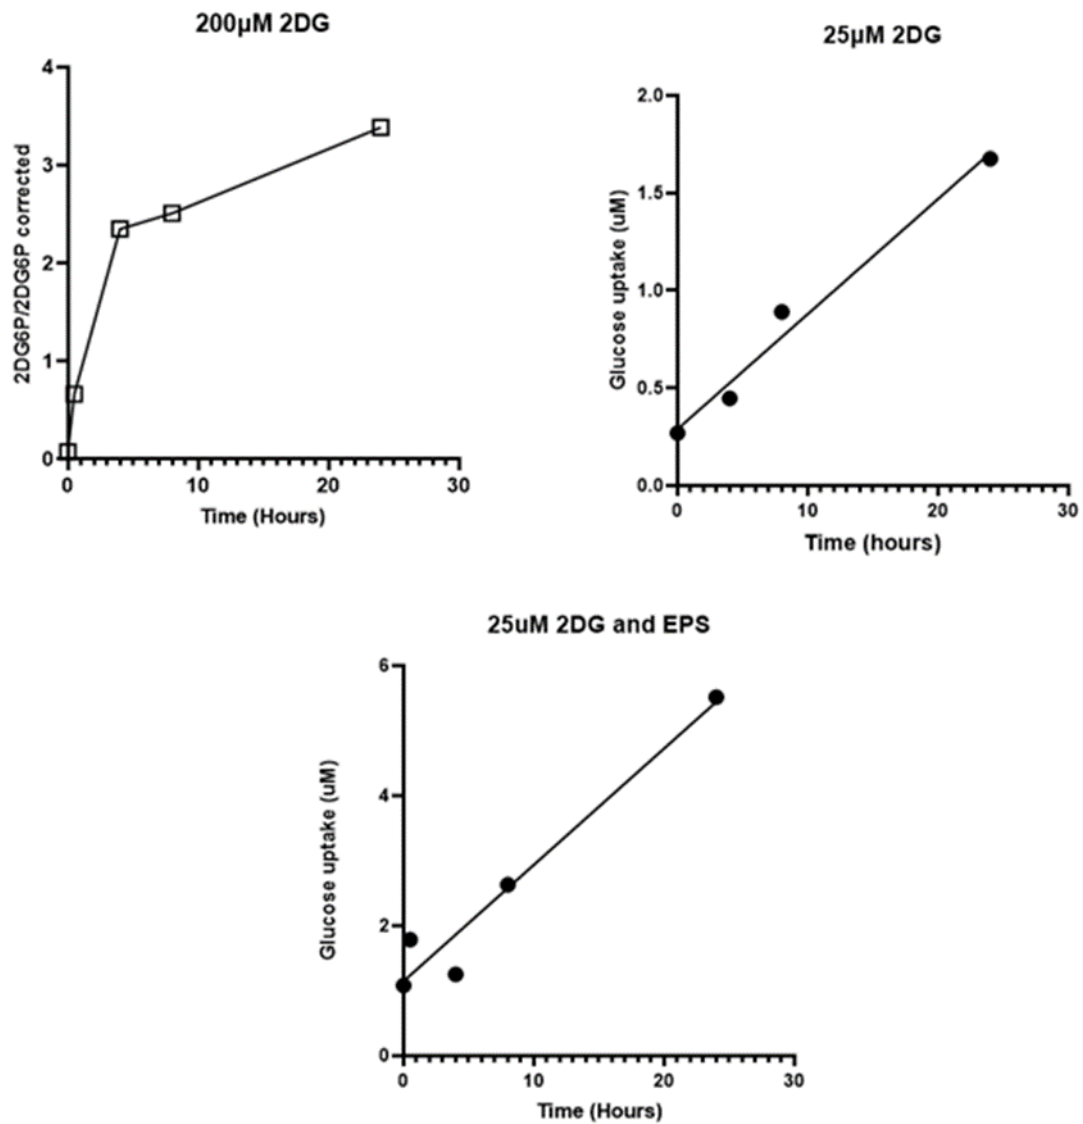 200µM 2DG
2DG6P/2DG6P corrected
4
3
2
1
0
0 10 20 30
Time (Hours)
25µM 2DG
Glucose uptake (uM)
2.0
1.5
1.0
0.5
0.0
0 10 20 30
Time (hours)
25uM 2DG and EPS
Glucose uptake (uM)
6
4
2
0
0 10 20 30
Time (Hours)